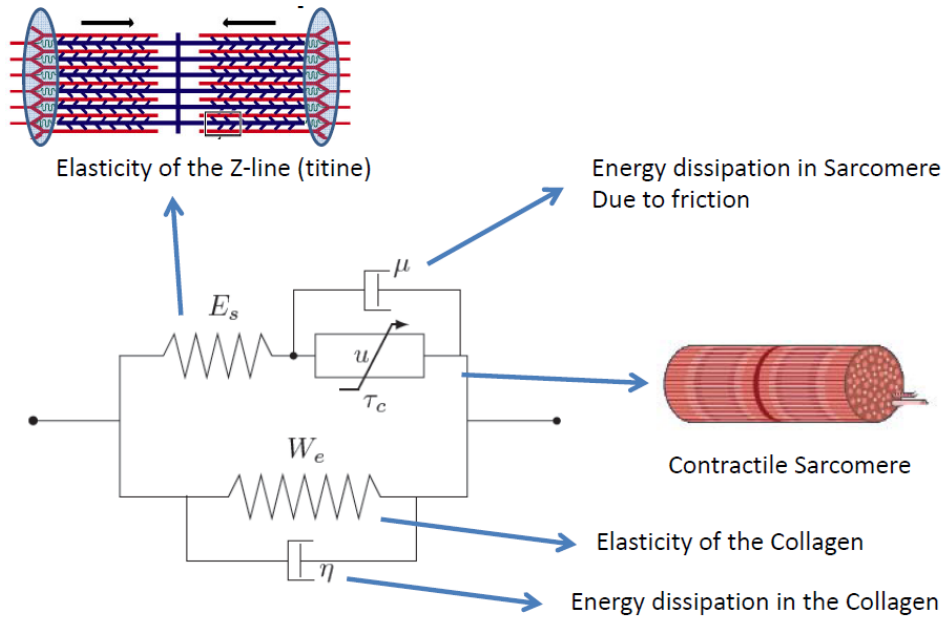 Elasticity of the Z-line (titine)
Energy dissipation in Sarcomere
Due to friction
μ
E_s
u
τ_c
Contractile Sarcomere
W_e
Elasticity of the Collagen
η
Energy dissipation in the Collagen